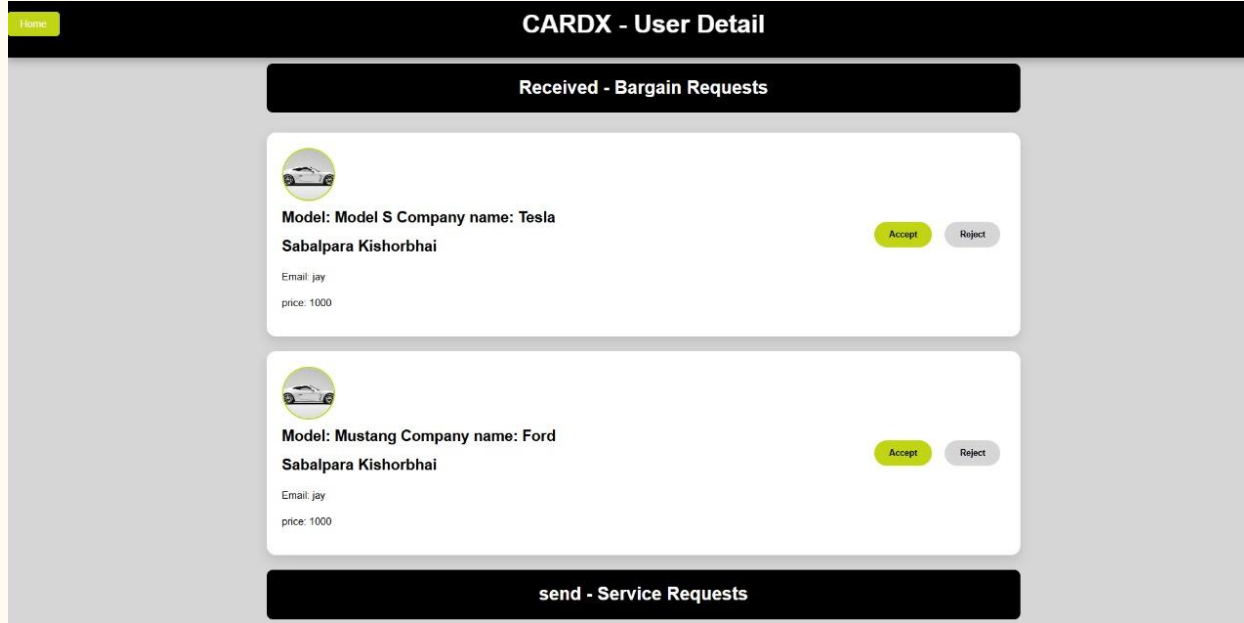 Home
CARDX - User Detail
Received - Bargain Requests
Model: Model S Company name: Tesla
Sabalpara Kishorbhai
Email: jay
price: 1000
Accept
Reject
Model: Mustang Company name: Ford
Sabalpara Kishorbhai
Email: jay
price: 1000
Accept
Reject
send - Service Requests